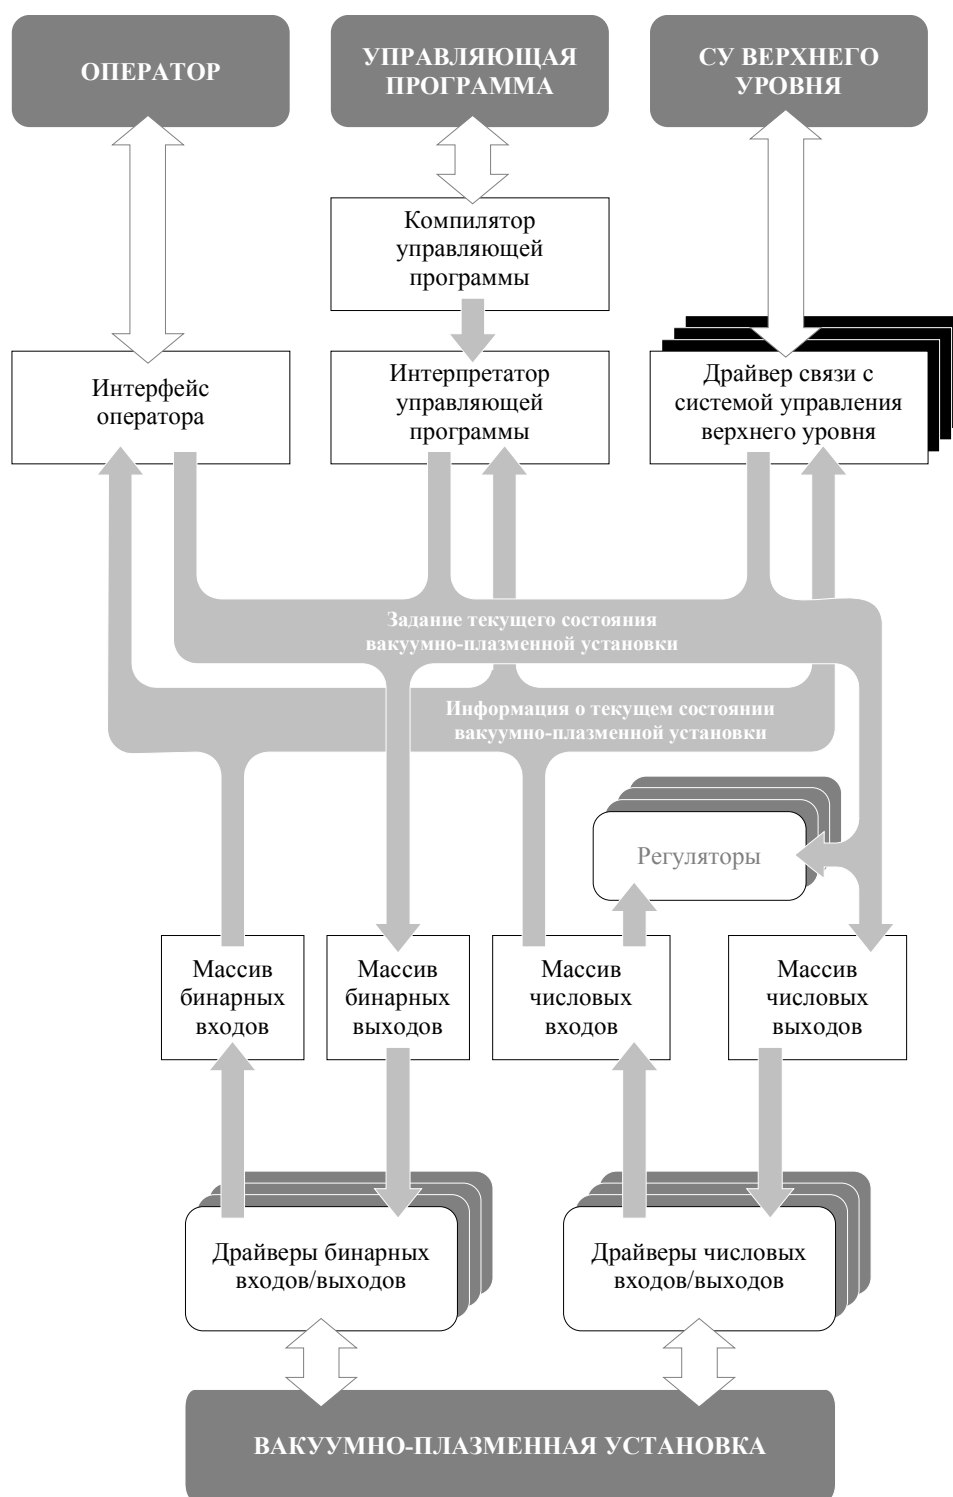 ОПЕРАТОР
УПРАВЛЯЮЩАЯ
ПРОГРАММА
СУ ВЕРХНЕГО
УРОВНЯ
Компилятор
управляющей
программы
Интерфейс
оператора
Интерпретатор
управляющей
программы
Драйвер связи с
системой управления
верхнего уровня
Задание текущего состояния
вакуумно-плазменной установки
Информация о текущем состоянии
вакуумно-плазменной установки
Регуляторы
Массив
бинарных
входов
Массив
бинарных
выходов
Массив
числовых
входов
Массив
числовых
выходов
Драйверы бинарных
входов/выходов
Драйверы числовых
входов/выходов
ВАКУУМНО-ПЛАЗМЕННАЯ УСТАНОВКА